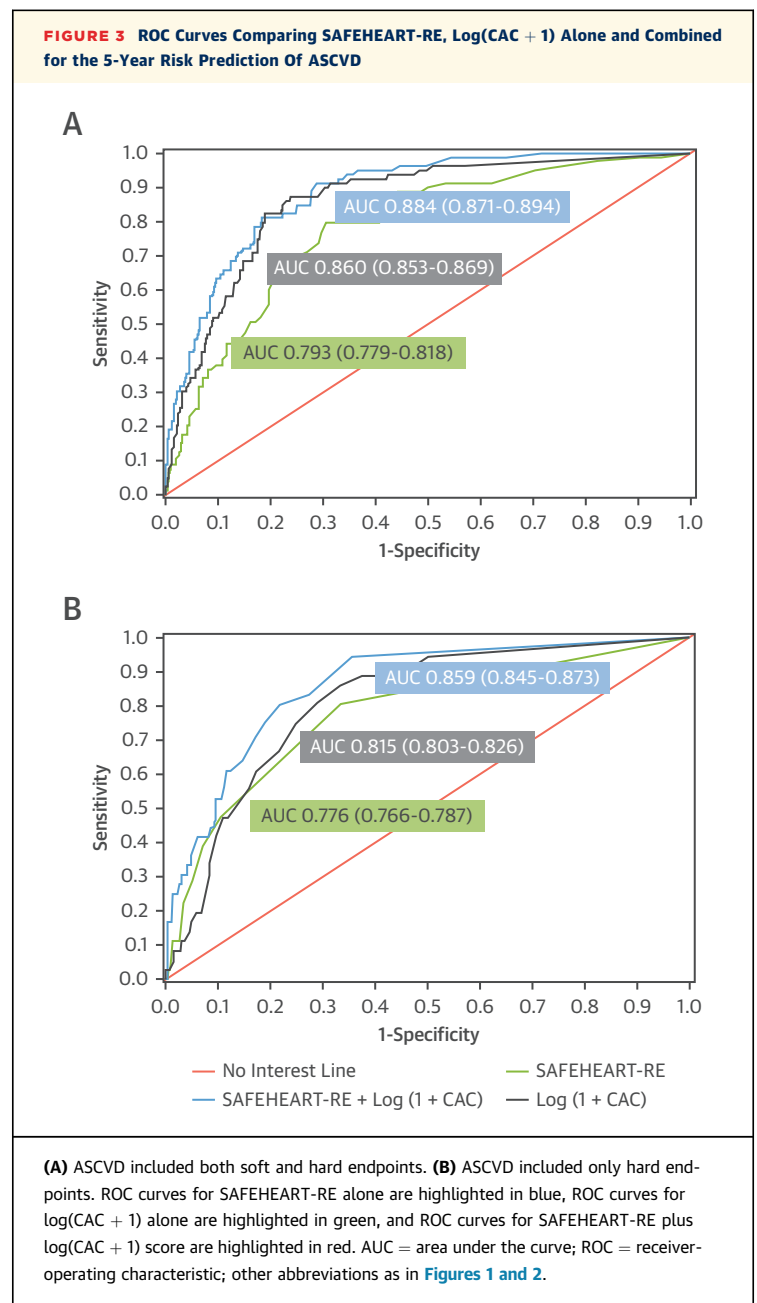 FIGURE 3 ROC Curves Comparing SAFEHEART-RE, Log(CAC + 1) Alone and Combined
for the 5-Year Risk Prediction Of ASCVD
A
1.0
0.9
0.8
0.7
0.6
0.5
0.4
0.3
0.2
0.1
0.0
Sensitivity
AUC 0.884 (0.871-0.894)
AUC 0.860 (0.853-0.869)
AUC 0.793 (0.779-0.818)
0.0 0.1 0.2 0.3 0.4 0.5 0.6 0.7 0.8 0.9 1.0
1-Specificity
B
1.0
0.9
0.8
0.7
0.6
0.5
0.4
0.3
0.2
0.1
0.0
Sensitivity
AUC 0.859 (0.845-0.873)
AUC 0.815 (0.803-0.826)
AUC 0.776 (0.766-0.787)
0.0 0.1 0.2 0.3 0.4 0.5 0.6 0.7 0.8 0.9 1.0
1-Specificity
No Interest Line SAFEHEART-RE
SAFEHEART-RE + Log (1 + CAC) Log (1 + CAC)
(A) ASCVD included both soft and hard endpoints. (B) ASCVD included only hard end-
points. ROC curves for SAFEHEART-RE alone are highlighted in blue, ROC curves for
log(CAC + 1) alone are highlighted in green, and ROC curves for SAFEHEART-RE plus
log(CAC + 1) score are highlighted in red. AUC = area under the curve; ROC = receiver-
operating characteristic; other abbreviations as in Figures 1 and 2.